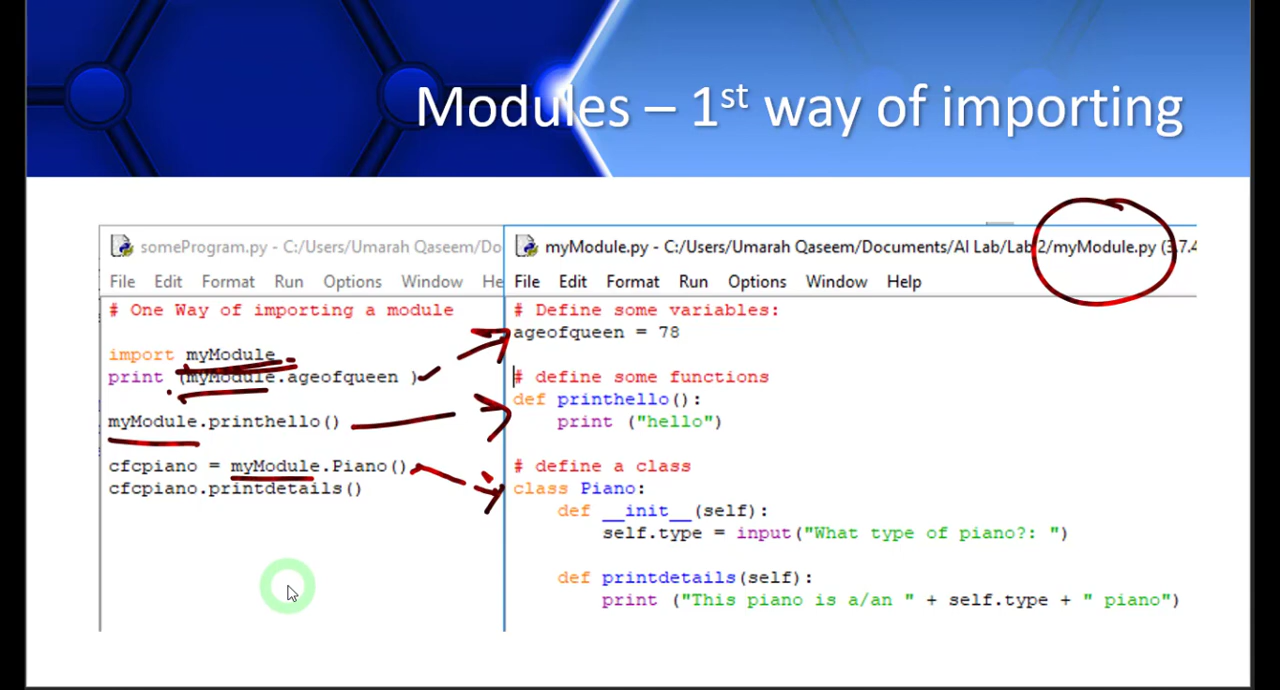 Modules – 1st way of importing
someProgram.py - C:/Users/Umarah Qaseem/Do
File Edit Format Run Options Window He
# One Way of importing a module
import myModule
print (myModule.ageofqueen )
myModule.printhello()
cfcpiano = myModule.Piano()
cfcpiano.printdetails()
myModule.py - C:/Users/Umarah Qaseem/Documents/AI Lab/Lab 2/myModule.py (3.7.4
File Edit Format Run Options Window Help
# Define some variables:
ageofqueen = 78
# define some functions
def printhello():
print ("hello")
# define a class
class Piano:
def __init__(self):
self.type = input("What type of piano?: ")
def printdetails(self):
print ("This piano is a/an " + self.type + " piano")